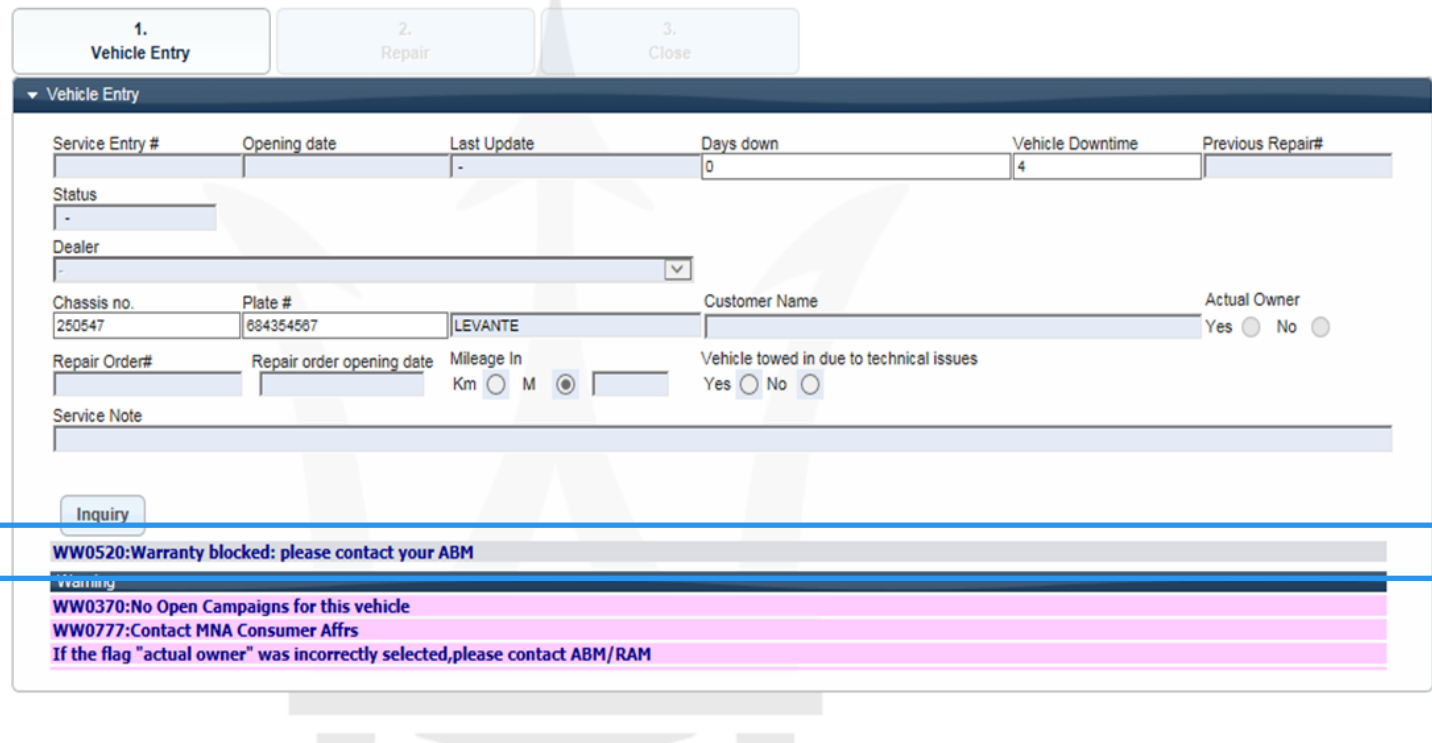 1. 2. 3.
Vehicle Entry Repair Close
Vehicle Entry
Service Entry # Opening date Last Update Days down Vehicle Downtime Previous Repair#
- 0 4
Status
-
Dealer
-
Chassis no. Plate # Customer Name Actual Owner
250547 684354567 LEVANTE Yes No
Repair Order# Repair order opening date Mileage In Vehicle towed in due to technical issues
Km M Yes No
Service Note
Inquiry
WW0520:Warranty blocked: please contact your ABM
Warning
WW0370:No Open Campaigns for this vehicle
WW0777:Contact MNA Consumer Affrs
If the flag "actual owner" was incorrectly selected,please contact ABM/RAM